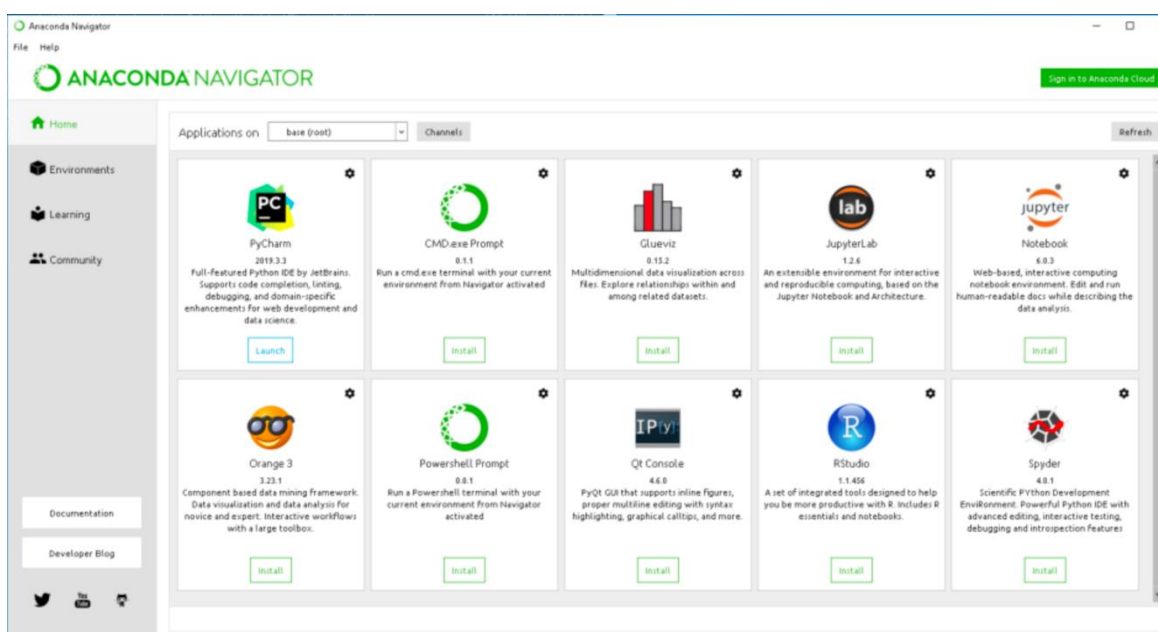 Anaconda Navigator
File Help
ANACONDA NAVIGATOR
Sign in to Anaconda Cloud
Home
Environments
Learning
Community
Documentation
Developer Blog
You
Tube
Applications on base (root) Channels Refresh
PC
PyCharm
2019.3.3
Full-featured Python IDE by JetBrains.
Supports code completion, linting,
debugging, and domain-specific
enhancements for web development and
data science.
Launch
CMD.exe Prompt
0.1.1
Run a cmd.exe terminal with your current
environment from Navigator activated
Install
Glueviz
0.15.2
Multidimensional data visualization across
files. Explore relationships within and
among related datasets.
Install
lab
JupyterLab
1.2.6
An extensible environment for interactive
and reproducible computing, based on the
Jupyter Notebook and Architecture.
Install
jupyter
Notebook
6.0.3
Web-based, interactive computing
notebook environment. Edit and run
human-readable docs while describing the
data analysis.
Install
Orange 3
3.23.1
Component based data mining framework.
Data visualization and data analysis for
novice and expert. Interactive workflows
with a large toolbox.
Install
Powershell Prompt
0.0.1
Run a Powershell terminal with your
current environment from Navigator
activated
Install
IP[y]:
Qt Console
4.6.0
PyQt GUI that supports inline figures,
proper multiline editing with syntax
highlighting, graphical calltips, and more.
Install
R
RStudio
1.1.456
A set of integrated tools designed to help
you be more productive with R. Includes R
essentials and notebooks.
Install
Spyder
4.0.1
Scientific PYthon Development
EnviRonment. Powerful Python IDE with
advanced editing, interactive testing,
debugging and introspection features
Install